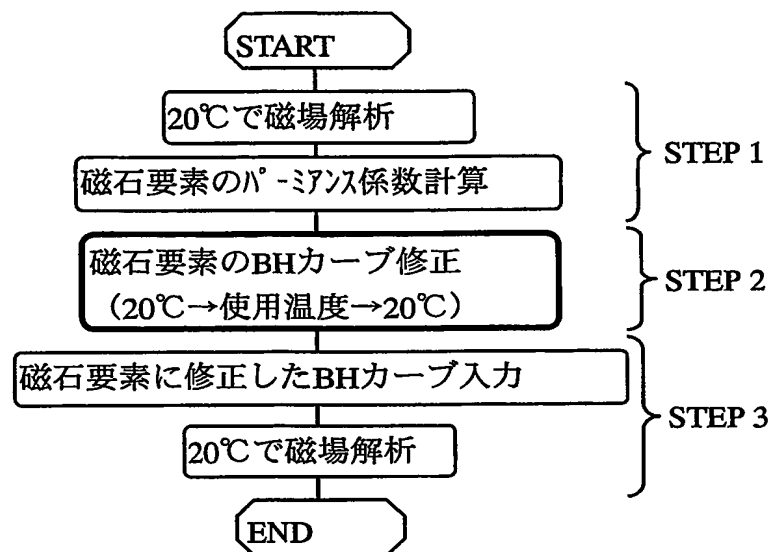 START
20℃で磁場解析
磁石要素のﾊﾟｰﾐｱﾝｽ係数計算
STEP 1
磁石要素のBHカーブ修正
（20℃→使用温度→20℃）
STEP 2
磁石要素に修正したBHカーブ入力
20℃で磁場解析
STEP 3
END